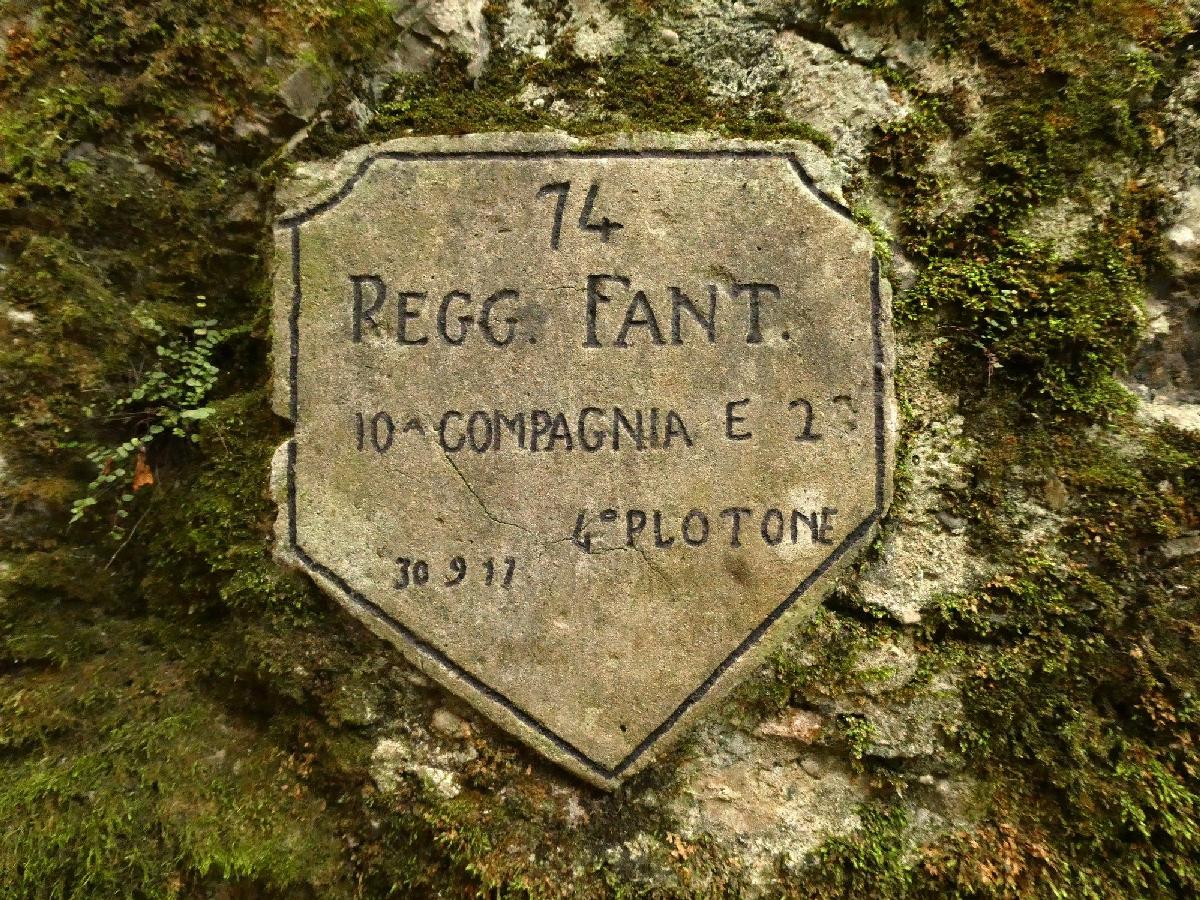 74
REGG. FANT.
10^ COMPAGNIA E 2
4° PLOTONE
30 9 17